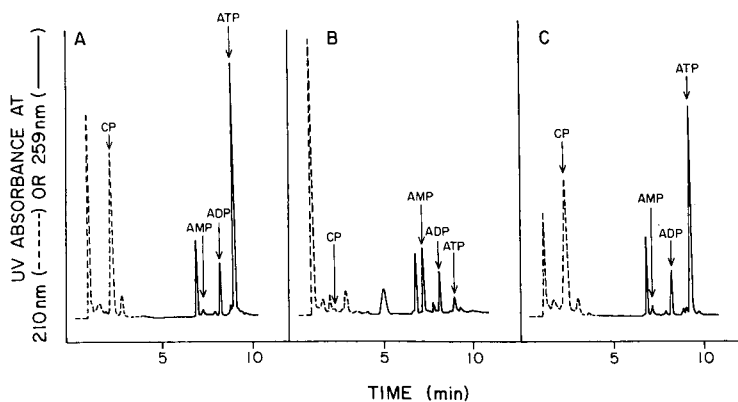 UV ABSORBANCE AT
210nm (-----) OR 259nm (——)
A
CP
AMP
ADP
ATP
5
10
B
CP
AMP
ADP
ATP
5
10
C
CP
AMP
ADP
ATP
5
10
TIME (min)